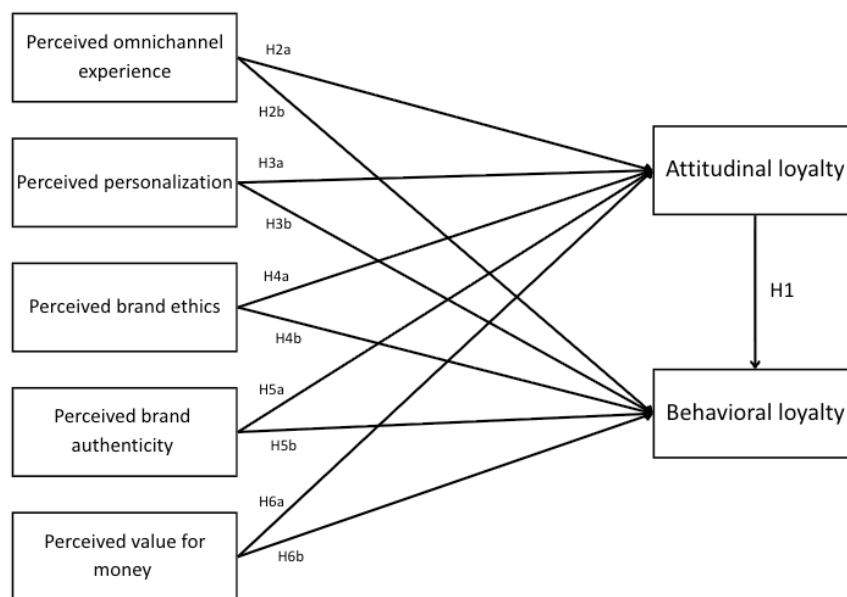 Perceived omnichannel
experience
H2a
H2b
Perceived personalization
H3a
H3b
Attitudinal loyalty
Perceived brand ethics
H4a
H4b
H1
Perceived brand
authenticity
H5a
H5b
Behavioral loyalty
Perceived value for
money
H6a
H6b